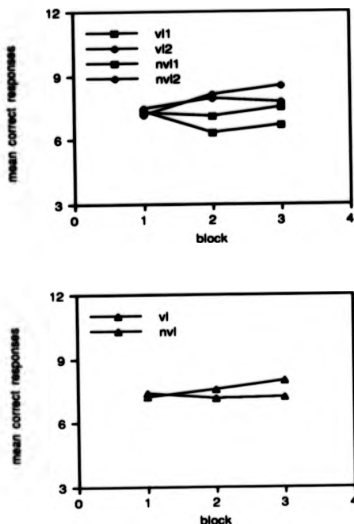 mean correct responses
12
9
6
3
vl1
vl2
nvl1
nvl2
0 1 2 3 4
block
mean correct responses
12
9
6
3
vl
nvl
0 1 2 3 4
block